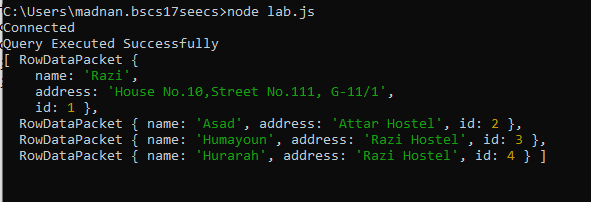 C:\Users\madnan.bscs17seecs>node lab.js
Connected
Query Executed Successfully
[ RowDataPacket {
    name: 'Razi',
    address: 'House No.10,Street No.111, G-11/1',
    id: 1 },
  RowDataPacket { name: 'Asad', address: 'Attar Hostel', id: 2 },
  RowDataPacket { name: 'Humayoun', address: 'Razi Hostel', id: 3 },
  RowDataPacket { name: 'Hurarah', address: 'Razi Hostel', id: 4 } ]